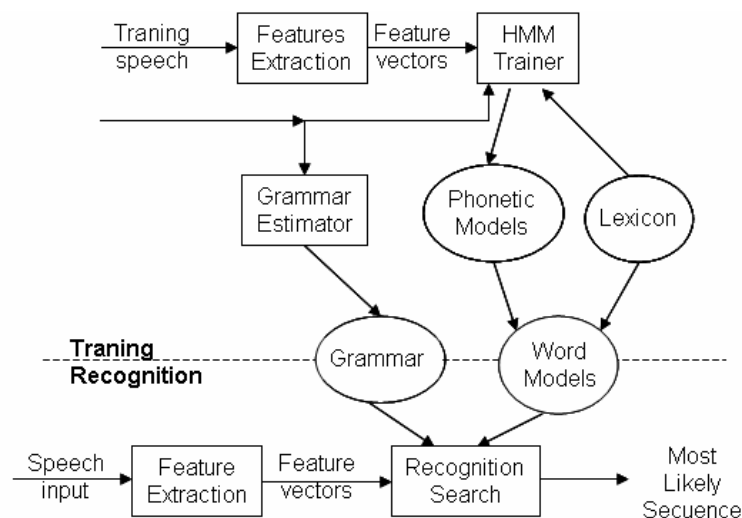 Traning
speech
Features
Extraction
Feature
vectors
HMM
Trainer
Grammar
Estimator
Phonetic
Models
Lexicon
Grammar
Word
Models
Traning
Recognition
Speech
input
Feature
Extraction
Feature
vectors
Recognition
Search
Most
Likely
Secuence